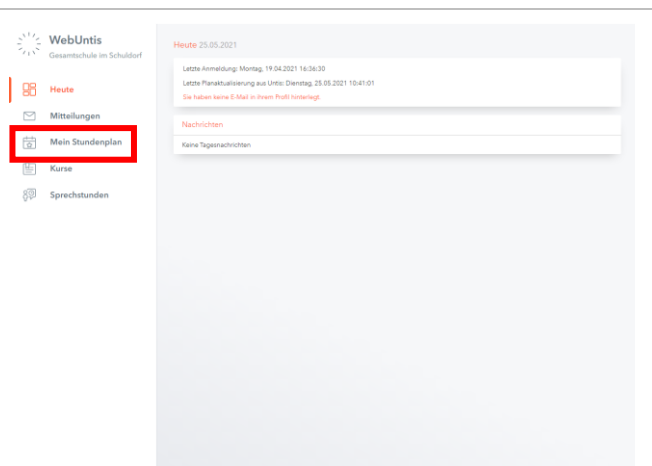 WebUntis
Gesamtschule im Schuldorf
Heute
Mitteilungen
Mein Stundenplan
Kurse
Sprechstunden
Heute 25.05.2021
Letzte Anmeldung: Montag, 19.04.2021 16:36:30
Letzte Planaktualisierung aus Untis: Dienstag, 25.05.2021 10:41:01
Sie haben keine E-Mail in ihrem Profil hinterlegt
Nachrichten
Keine Tagesnachrichten